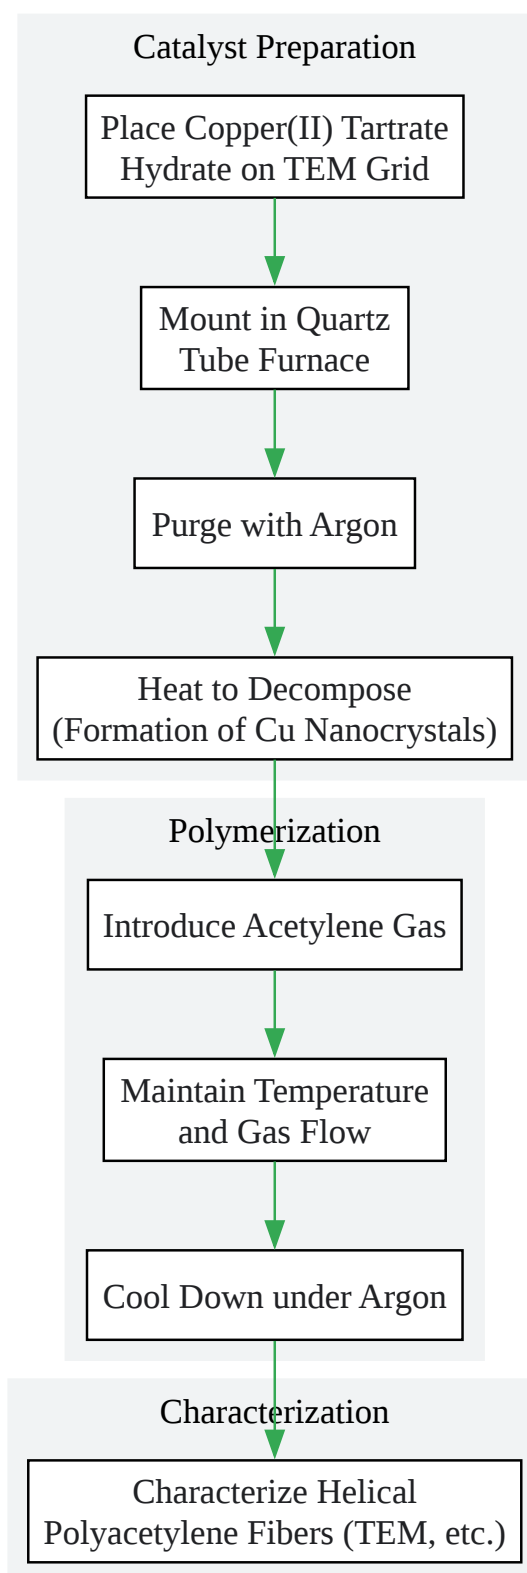 Catalyst Preparation
Place Copper(II) Tartrate
Hydrate on TEM Grid
Mount in Quartz
Tube Furnace
Purge with Argon
Heat to Decompose
(Formation of Cu Nanocrystals)
Polymerization
Introduce Acetylene Gas
Maintain Temperature
and Gas Flow
Cool Down under Argon
Characterization
Characterize Helical
Polyacetylene Fibers (TEM, etc.)